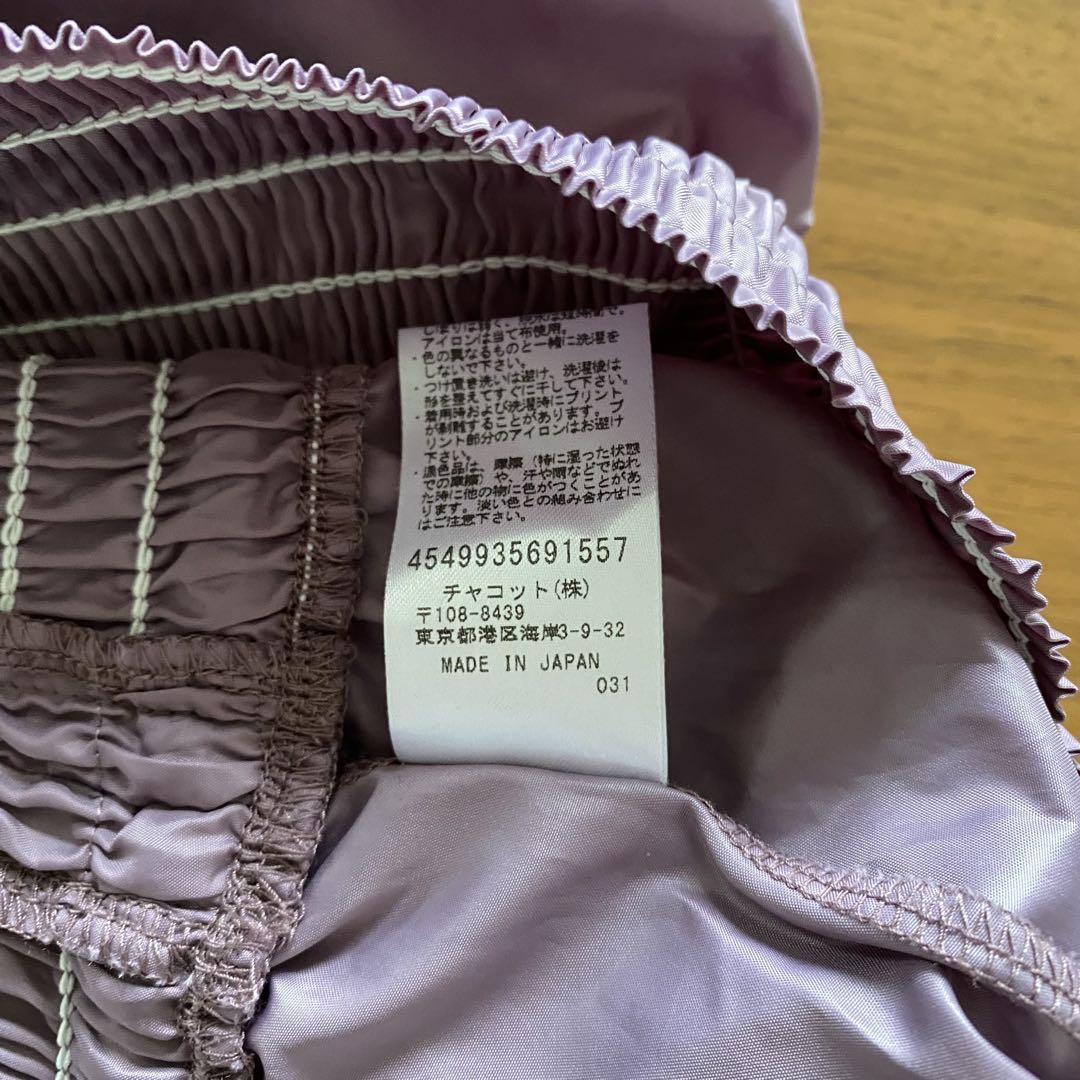 しぼりは弱く、脱水は短時間で。
アイロンは当て布使用。
・色の異なるものと一緒に洗濯を
しないで下さい。
・つけ置き洗いは避け、洗濯後は
形を整えてすぐに干して下さい。
・着用時および洗濯時にプリント
が剥離することがあります。プ
リント部分のアイロンはお避け
下さい。
・濃色品は、摩擦(特に湿った状態
での摩擦)や、汗や雨などでぬれ
た時に他の物に色がつくことがあ
ります。淡い色との組み合わせに
はご注意下さい。
4549935691557
チャコット(株)
〒108-8439
東京都港区海岸3-9-32
MADE IN JAPAN
031